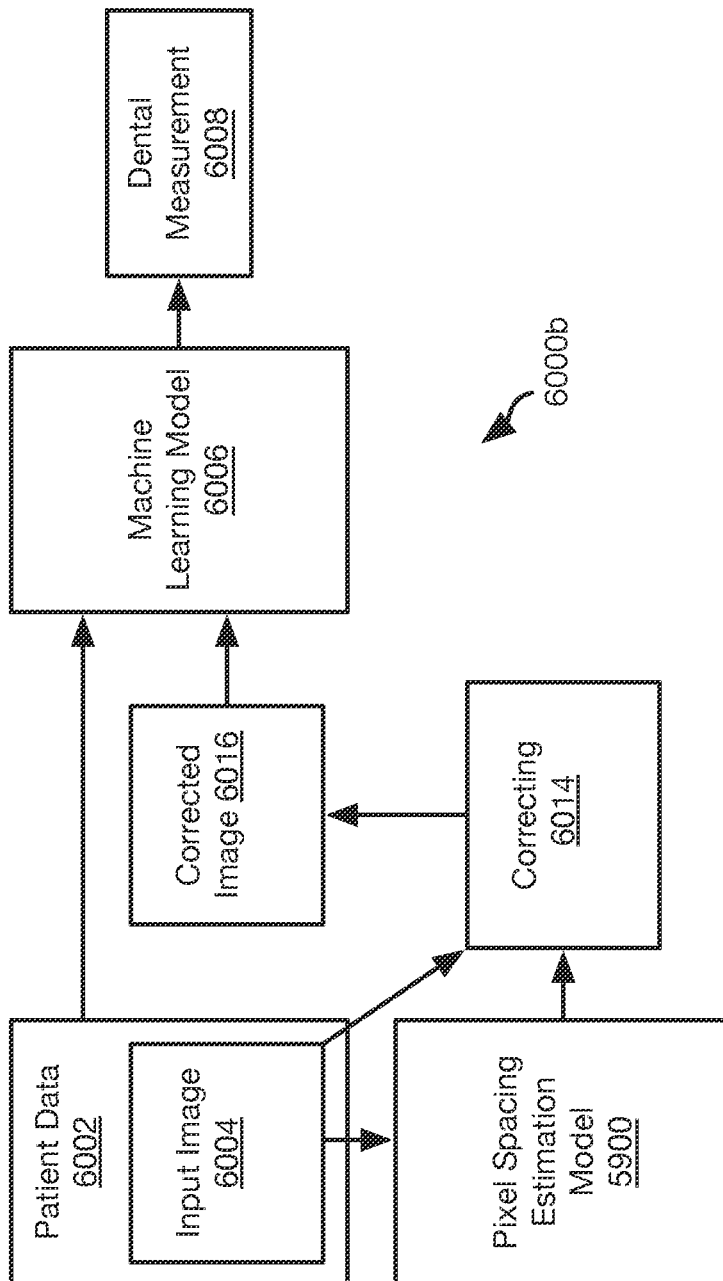 Patient Data
6002
Input Image
6004
Pixel Spacing
Estimation
Model
5900
Correcting
6014
Corrected
Image 6016
Machine
Learning Model
6006
Dental
Measurement
6008
6000b